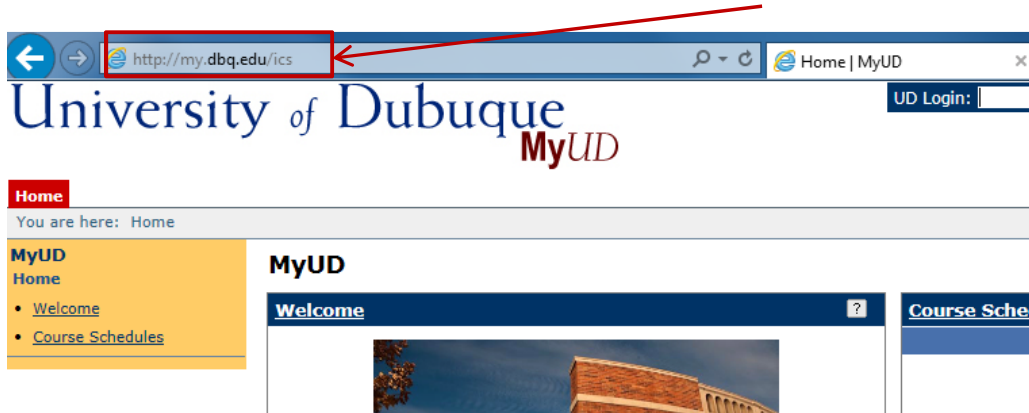 http://my.dbq.edu/ics
Home | MyUD
University of Dubuque
MyUD
UD Login:
Home
You are here: Home
MyUD
Home
• Welcome
• Course Schedules
MyUD
Welcome
?
Course Sche